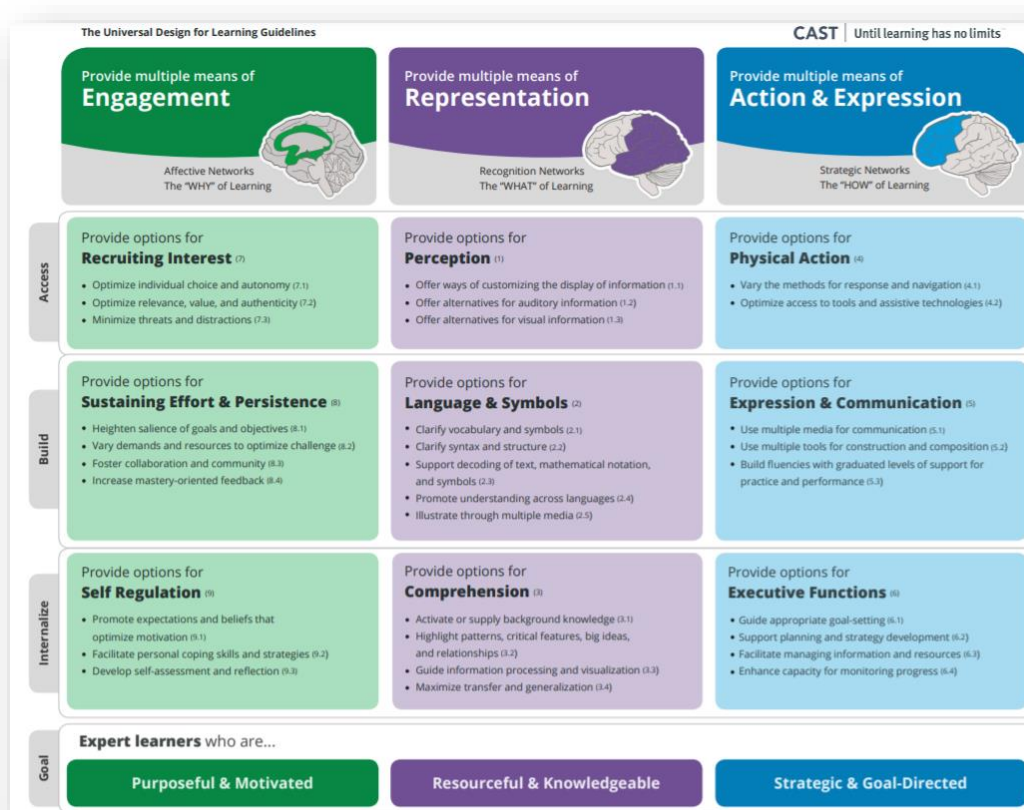 The Universal Design for Learning Guidelines
CAST | Until learning has no limits
Provide multiple means of
Engagement
Affective Networks
The "WHY" of Learning
Provide multiple means of
Representation
Recognition Networks
The "WHAT" of Learning
Provide multiple means of
Action & Expression
Strategic Networks
The "HOW" of Learning
Access
Provide options for
Recruiting Interest (7)
• Optimize individual choice and autonomy (7.1)
• Optimize relevance, value, and authenticity (7.2)
• Minimize threats and distractions (7.3)
Provide options for
Perception (1)
• Offer ways of customizing the display of information (1.1)
• Offer alternatives for auditory information (1.2)
• Offer alternatives for visual information (1.3)
Provide options for
Physical Action (4)
• Vary the methods for response and navigation (4.1)
• Optimize access to tools and assistive technologies (4.2)
Build
Provide options for
Sustaining Effort & Persistence (8)
• Heighten salience of goals and objectives (8.1)
• Vary demands and resources to optimize challenge (8.2)
• Foster collaboration and community (8.3)
• Increase mastery-oriented feedback (8.4)
Provide options for
Language & Symbols (2)
• Clarify vocabulary and symbols (2.1)
• Clarify syntax and structure (2.2)
• Support decoding of text, mathematical notation,
and symbols (2.3)
• Promote understanding across languages (2.4)
• Illustrate through multiple media (2.5)
Provide options for
Expression & Communication (5)
• Use multiple media for communication (5.1)
• Use multiple tools for construction and composition (5.2)
• Build fluencies with graduated levels of support for
practice and performance (5.3)
Internalize
Provide options for
Self Regulation (9)
• Promote expectations and beliefs that
optimize motivation (9.1)
• Facilitate personal coping skills and strategies (9.2)
• Develop self-assessment and reflection (9.3)
Provide options for
Comprehension (3)
• Activate or supply background knowledge (3.1)
• Highlight patterns, critical features, big ideas,
and relationships (3.2)
• Guide information processing and visualization (3.3)
• Maximize transfer and generalization (3.4)
Provide options for
Executive Functions (6)
• Guide appropriate goal-setting (6.1)
• Support planning and strategy development (6.2)
• Facilitate managing information and resources (6.3)
• Enhance capacity for monitoring progress (6.4)
Goal
Expert learners who are...
Purposeful & Motivated
Resourceful & Knowledgeable
Strategic & Goal-Directed